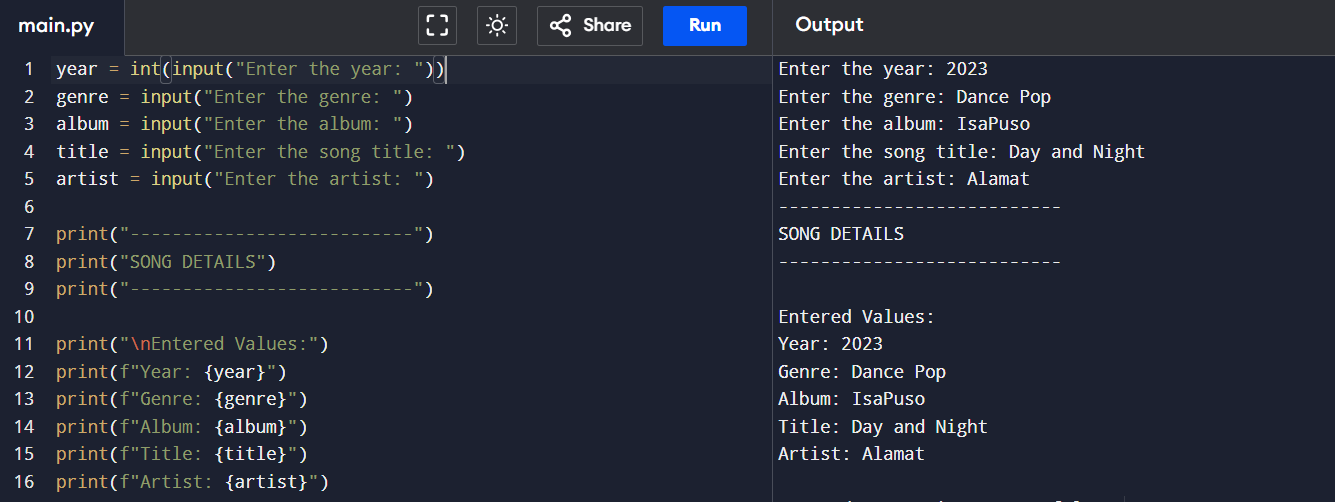 main.py
Share
Run
Output
1 year = int(input("Enter the year: "))
2 genre = input("Enter the genre: ")
3 album = input("Enter the album: ")
4 title = input("Enter the song title: ")
5 artist = input("Enter the artist: ")
6
7 print("---------------------------")
8 print("SONG DETAILS")
9 print("---------------------------")
10
11 print("\nEntered Values:")
12 print(f"Year: {year}")
13 print(f"Genre: {genre}")
14 print(f"Album: {album}")
15 print(f"Title: {title}")
16 print(f"Artist: {artist}")
Enter the year: 2023
Enter the genre: Dance Pop
Enter the album: IsaPuso
Enter the song title: Day and Night
Enter the artist: Alamat
---------------------------
SONG DETAILS
---------------------------
Entered Values:
Year: 2023
Genre: Dance Pop
Album: IsaPuso
Title: Day and Night
Artist: Alamat